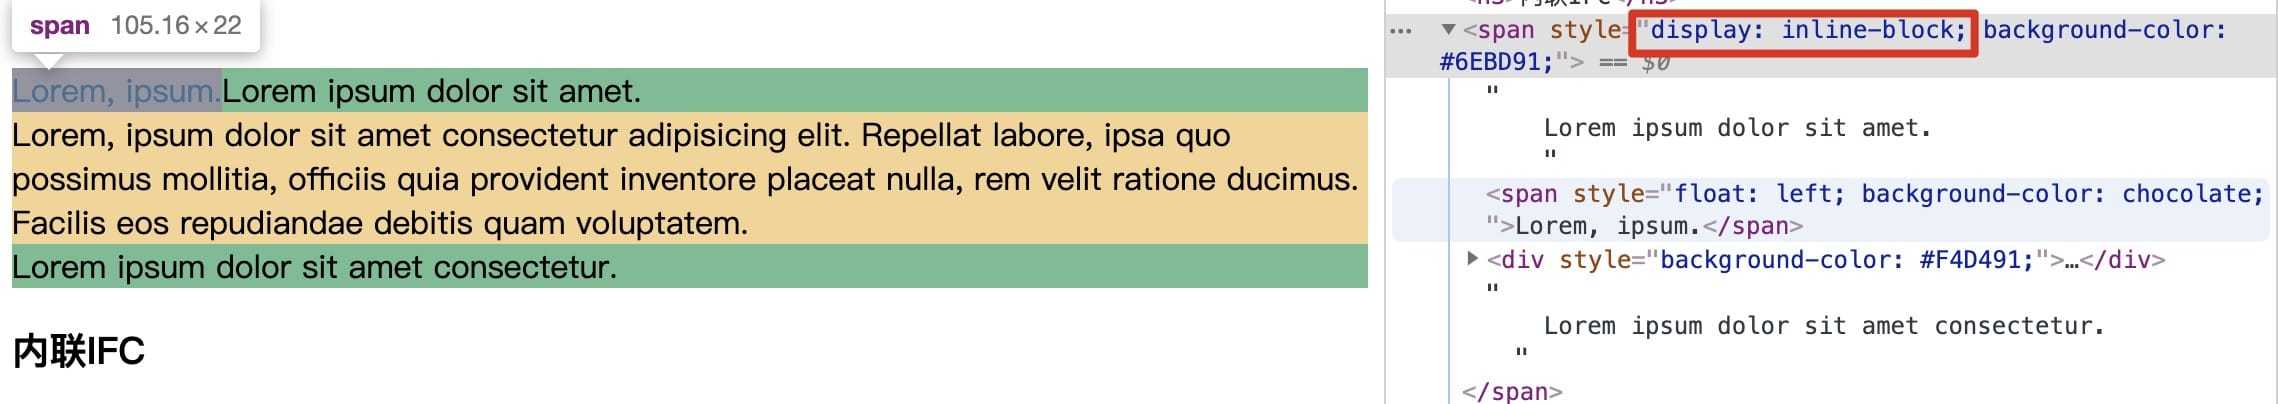 span 105.16×22
Lorem, ipsum.Lorem ipsum dolor sit amet.
Lorem, ipsum dolor sit amet consectetur adipisicing elit. Repellat labore, ipsa quo
possimus mollitia, officiis quia provident inventore placeat nulla, rem velit ratione ducimus.
Facilis eos repudiandae debitis quam voluptatem.
Lorem ipsum dolor sit amet consectetur.
内联IFC
<span style="display: inline-block; background-color:
#6EBD91;"> == $0
"
Lorem ipsum dolor sit amet.
"
<span style="float: left; background-color: chocolate;
">Lorem, ipsum.</span>
<div style="background-color: #F4D491;">…</div>
"
Lorem ipsum dolor sit amet consectetur.
"
</span>